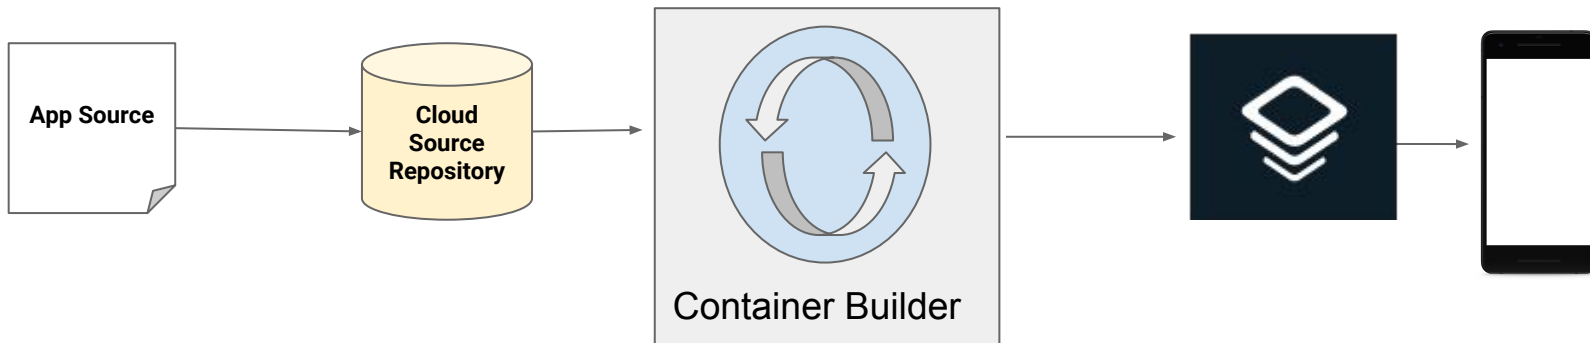 App Source
Cloud
Source
Repository
Container Builder